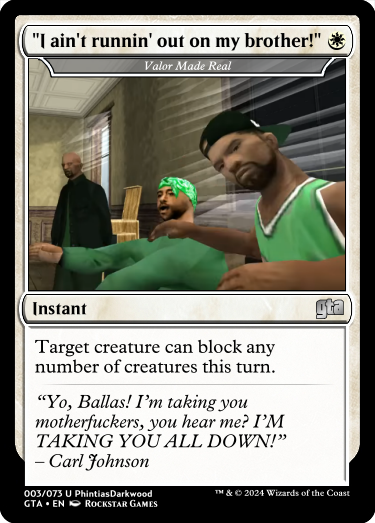 "I ain't runnin' out on my brother!"
Valor Made Real
Instant
gta
Target creature can block any
number of creatures this turn.
“Yo, Ballas! I’m taking you
motherfuckers, you hear me? I’M
TAKING YOU ALL DOWN!”
– Carl Johnson
003/073 U PhintiasDarkwood
™ & © 2024 Wizards of the Coast
GTA • EN Rockstar Games